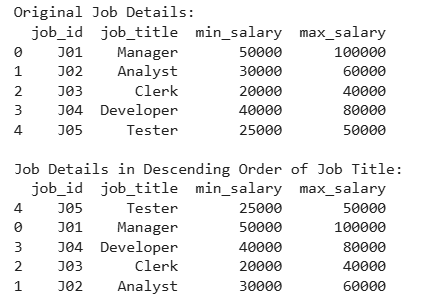 Original Job Details:
  job_id  job_title  min_salary  max_salary
0    J01    Manager       50000      100000
1    J02    Analyst       30000       60000
2    J03      Clerk       20000       40000
3    J04  Developer       40000       80000
4    J05     Tester       25000       50000

Job Details in Descending Order of Job Title:
  job_id  job_title  min_salary  max_salary
4    J05     Tester       25000       50000
0    J01    Manager       50000      100000
3    J04  Developer       40000       80000
2    J03      Clerk       20000       40000
1    J02    Analyst       30000       60000